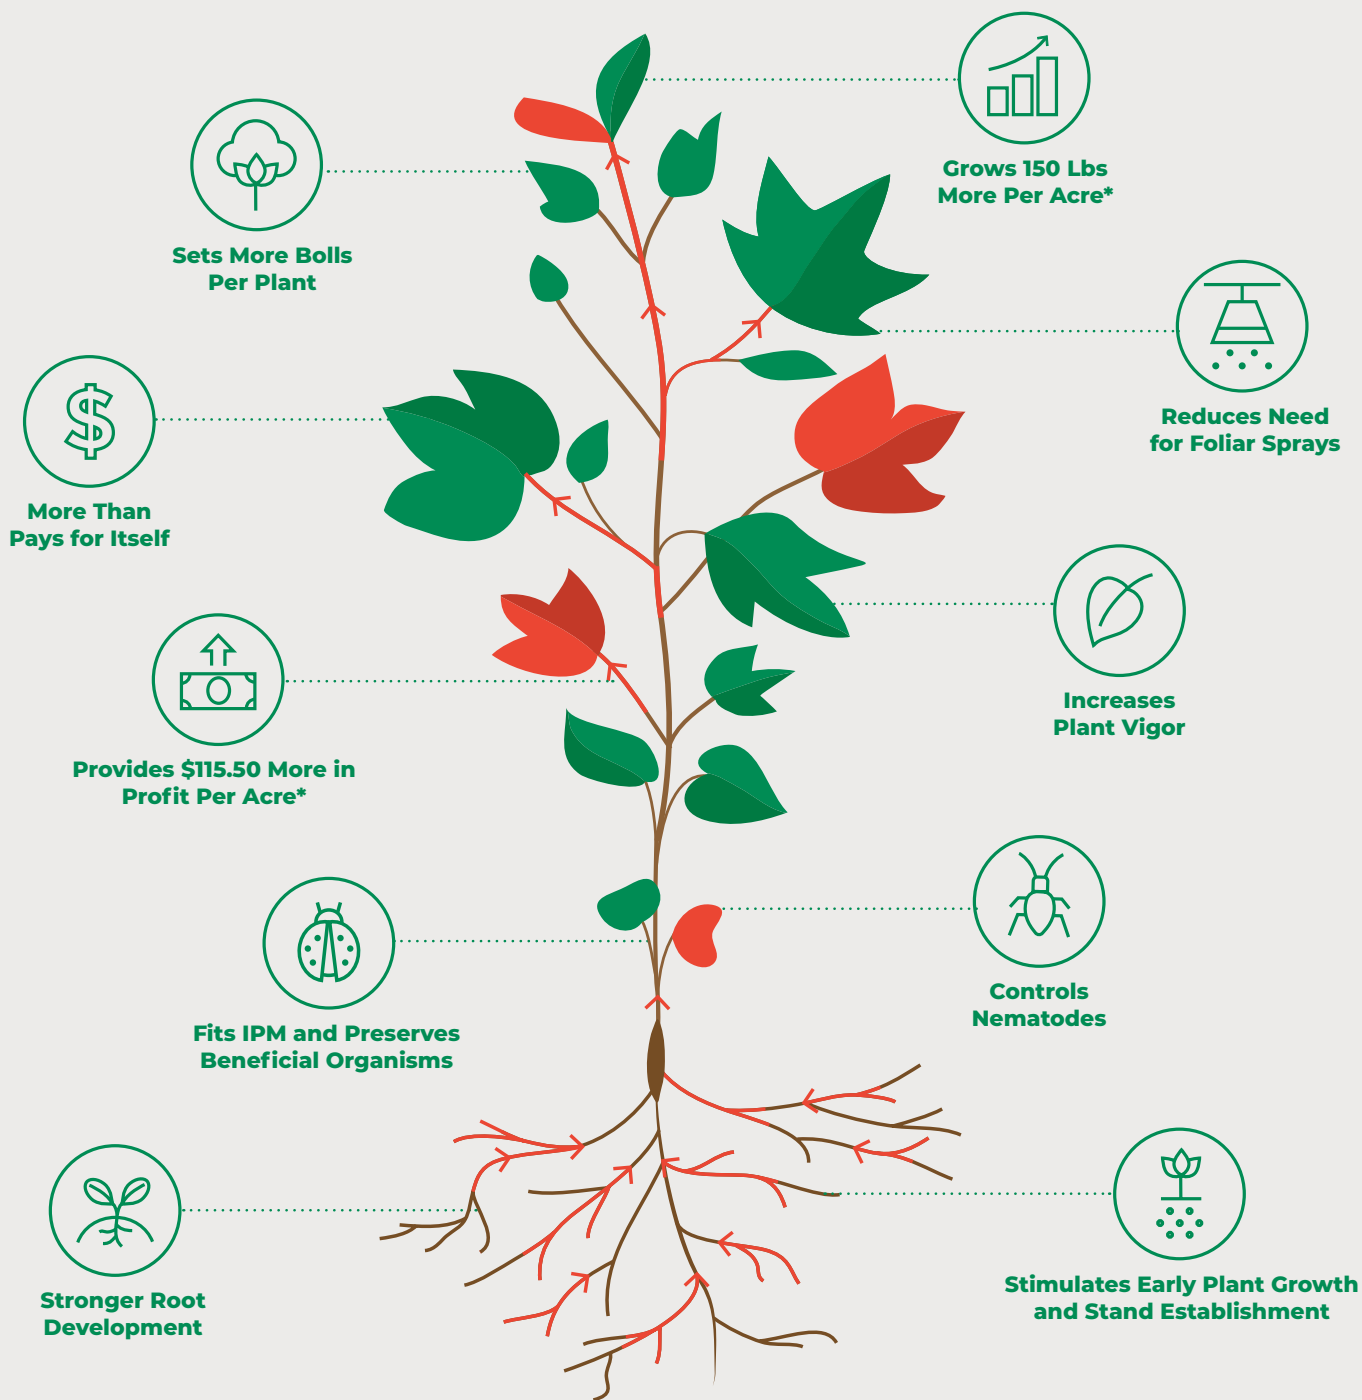 Grows 150 Lbs
More Per Acre*
Sets More Bolls
Per Plant
Reduces Need
for Foliar Sprays
More Than
Pays for Itself
Increases
Plant Vigor
Provides $115.50 More in
Profit Per Acre*
Controls
Nematodes
Fits IPM and Preserves
Beneficial Organisms
Stimulates Early Plant Growth
and Stand Establishment
Stronger Root
Development